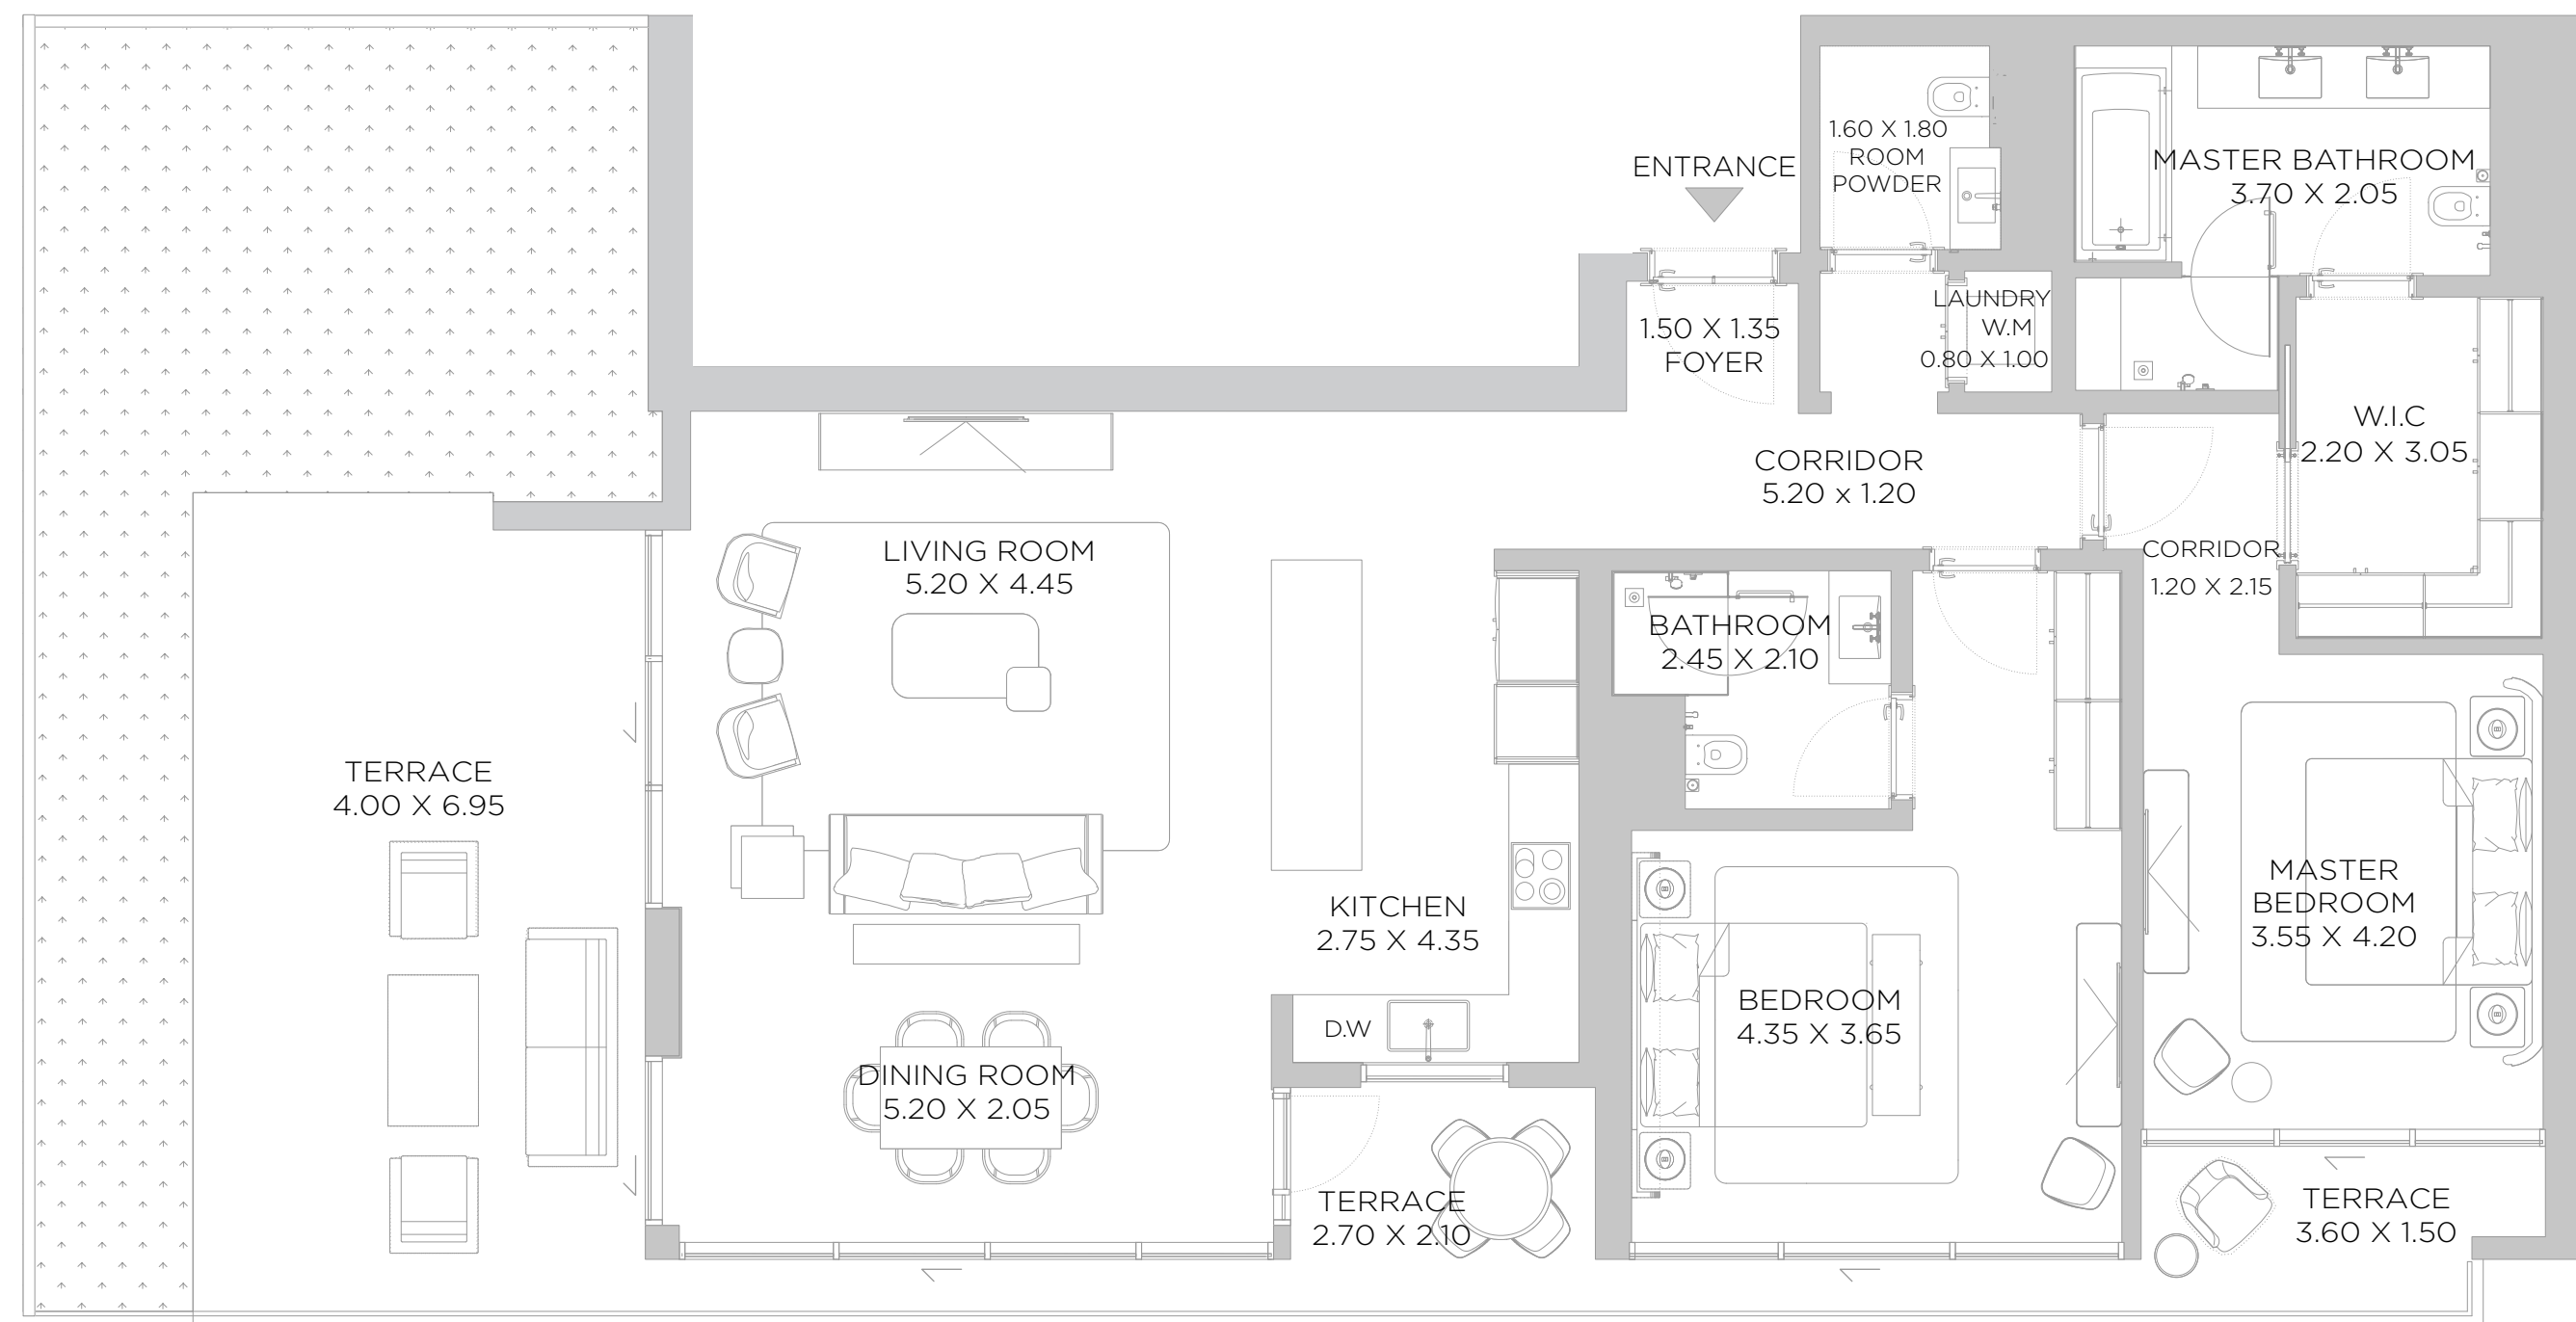 ENTRANCE
1.60 X 1.80
ROOM
POWDER
MASTER BATHROOM
3.70 X 2.05
1.50 X 1.35
FOYER
LAUNDRY
W.M
0.80 X 1.00
W.I.C
2.20 X 3.05
CORRIDOR
5.20 x 1.20
CORRIDOR
1.20 X 2.15
LIVING ROOM
5.20 X 4.45
BATHROOM
2.45 X 2.10
TERRACE
4.00 X 6.95
KITCHEN
2.75 X 4.35
MASTER
BEDROOM
3.55 X 4.20
BEDROOM
4.35 X 3.65
D.W
DINING ROOM
5.20 X 2.05
TERRACE
2.70 X 2.10
TERRACE
3.60 X 1.50